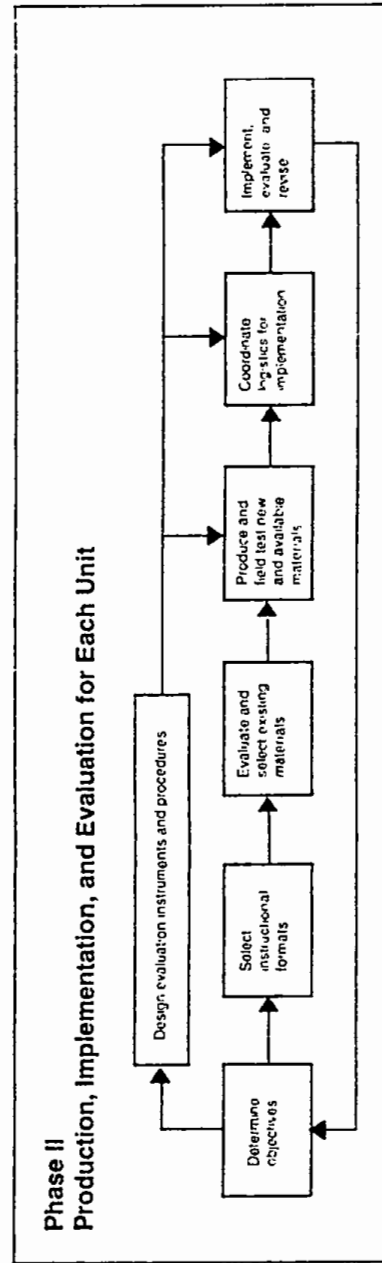 Phase II
Production, Implementation, and Evaluation for Each Unit
Design evaluation instruments and procedures
Determine
objectives
Select
instructional
formats
Evaluate and
select existing
materials
Produce and
field test new
and available
materials
Coordinate
logistics for
implementation
Implement,
evaluate and
revise